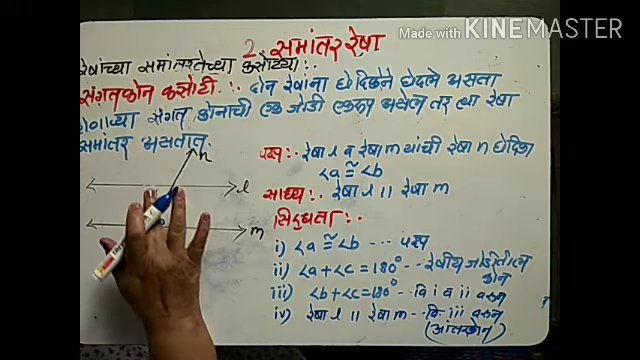 Made with KINEMASTER
2 समांतर रेषा
रेषांच्या समांतरतेच्या कसोट्या :.
संगतकोन कसोटी :. दोन रेषांना छेदिकेने छेदले असता
होणाऱ्या संगत कोनाची एक जोडी एकरूप असेल तर त्या रेषा
समांतर असतात.
पक्ष :. रेषा l व रेषा m यांची रेषा n छेदिका
∠a ≅ ∠b
साध्य :. रेषा l || रेषा m
सिद्धता :.
i) ∠a ≅ ∠b --- पक्ष
ii) ∠a + ∠c = 180° -- रेषीय जोडीतील कोन
iii) ∠b + ∠c = 180° -- वि i व ii वरून
iv) रेषा l || रेषा m -- वि- iii वरून
(आंतरकोन)
n
l
m